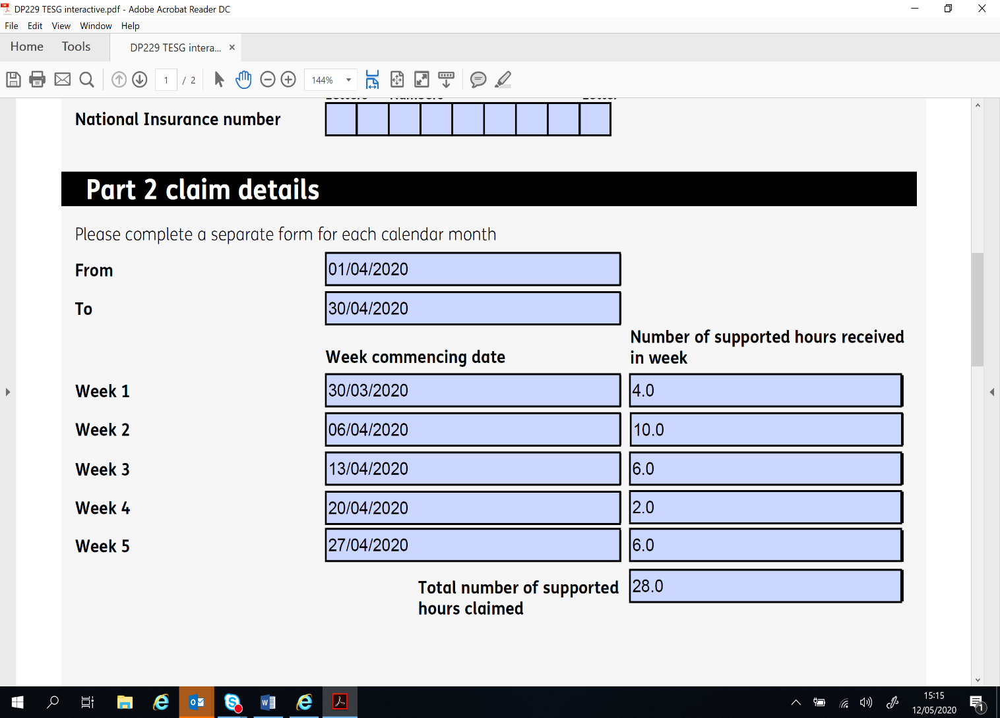 DP229 TESG interactive.pdf - Adobe Acrobat Reader DC
File Edit View Window Help
Home Tools DP229 TESG intera... ×
1 / 2 144%
National Insurance number
Part 2 claim details
Please complete a separate form for each calendar month
From 01/04/2020
To 30/04/2020
Number of supported hours received
Week commencing date in week
Week 1 30/03/2020 4.0
Week 2 06/04/2020 10.0
Week 3 13/04/2020 6.0
Week 4 20/04/2020 2.0
Week 5 27/04/2020 6.0
Total number of supported 28.0
hours claimed
15:15
12/05/2020 1